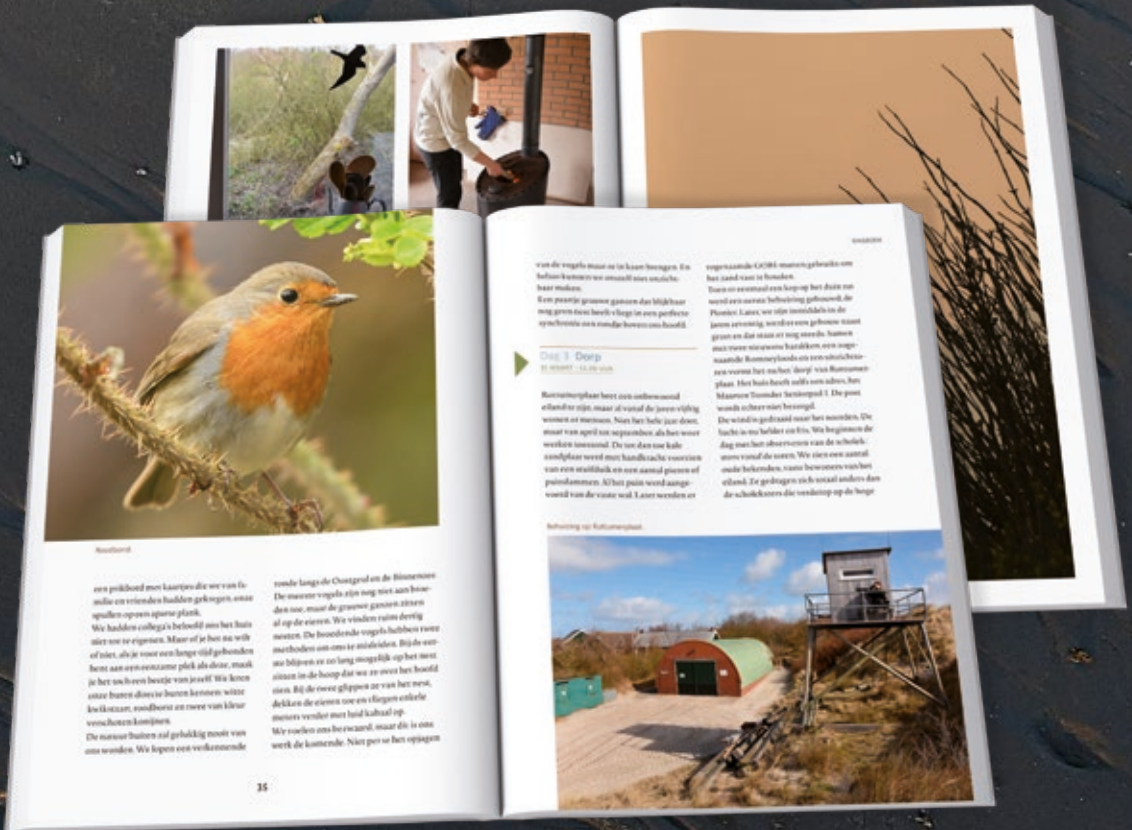 Roodborst.
een prikbord met kaartjes die we van fa-
milie en vrienden hadden gekregen, onze
spullen op een aparte plank.
We hadden collega's beloofd ons het huis
niet toe te eigenen. Maar of je het nu wilt
of niet, als je voor een lange tijd gebonden
bent aan een eenzame plek als deze, maak
je het toch een beetje van jezelf. We leren
onze buren directe buren kennen: witte
kwikstaart, roodborst en twee van kleur
verschoten konijnen.
De natuur buiten zal gelukkig nooit van
ons worden. We lopen een verkennende
ronde langs de Oostgeul en de Binnenzee
De meeste vogels zijn nog niet aan broe-
den toe, maar de grauwe ganzen zitten
al op de eieren. We vinden ruim dertig
nesten. De broedende vogels hebben twee
methoden om ons te misleiden. Bij de eer-
ste blijven ze zo lang mogelijk op het nest
zitten in de hoop dat we ze over het hoofd
zien. Bij de twee glippen ze van het nest,
dekken de eieren toe en vliegen enkele
meters verder met luid kabaal op.
We voelen ons bezwaard, maar dit is ons
werk de komende. Niet per se het opjagen
35
DAGBOEK
van de vogels maar ze in kaart brengen. En
helaas kunnen we onszelf niet onzicht-
baar maken.
Een paartje grauwe ganzen dat blijkbaar
nog geen nest heeft vliegt in een perfecte
synchronie een rondje boven ons hoofd.
Dag 3 Dorp
31 MAART - 13.20 UUR
Rottumerplaat heet een onbewoond
eiland te zijn, maar al vanaf de jaren vijftig
wonen er mensen. Niet het hele jaar door,
maar van april tot september, als het weer
werken toestond. De tot dan toe kale
zandplaat werd met handkracht voorzien
van een stuifdijk en een aantal pieren of
puindammen. Al het puin werd aange-
voerd van de vaste wal. Later werden er
zogenaamde GOBI-matten gebruikt om
het zand vast te houden.
Toen er eenmaal een kop op het duin zat
werd een eerste behuizing gebouwd, de
Pionier. Later, we zijn inmiddels in de
jaren zeventig, werd er een gebouw naast
gezet en dat staat er nog steeds. Samen
met twee nieuwere barakken, een zoge-
naamde Romneyloods en een uitzichtto-
ren vormt het nu het 'dorp' van Rottumer-
plaat. Het huis heeft zelfs een adres, het
Maarten Toonder Seniorpad 1. De post
wordt echter niet bezorgd.
De wind is gedraaid naar het noorden. De
lucht is nu helder en fris. We beginnen de
dag met het observeren van de scholek-
sters vanaf de toren. We zien een aantal
oude bekenden, vaste bewoners van het
eiland. Ze gedragen zich totaal anders dan
de scholeksters die verderop op de hoge
Behuizing op Rottumerplaat.